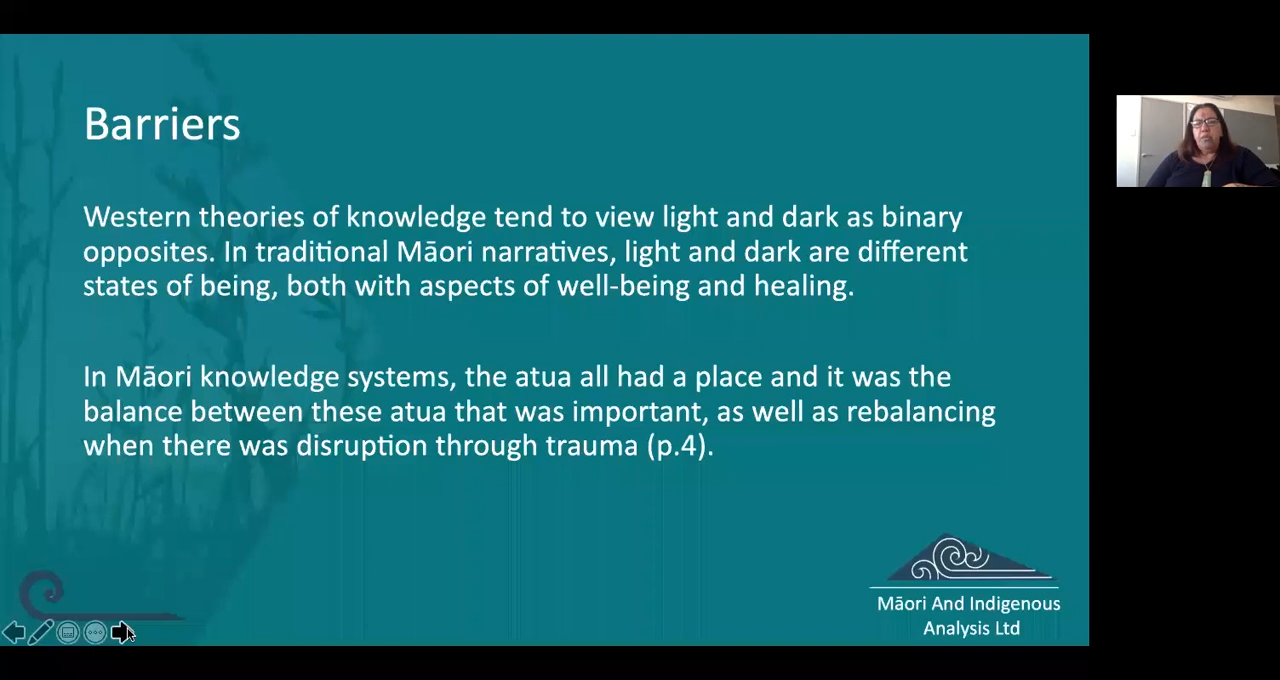 Barriers
Western theories of knowledge tend to view light and dark as binary
opposites. In traditional Māori narratives, light and dark are different
states of being, both with aspects of well-being and healing.
In Māori knowledge systems, the atua all had a place and it was the
balance between these atua that was important, as well as rebalancing
when there was disruption through trauma (p.4).
Māori And Indigenous
Analysis Ltd